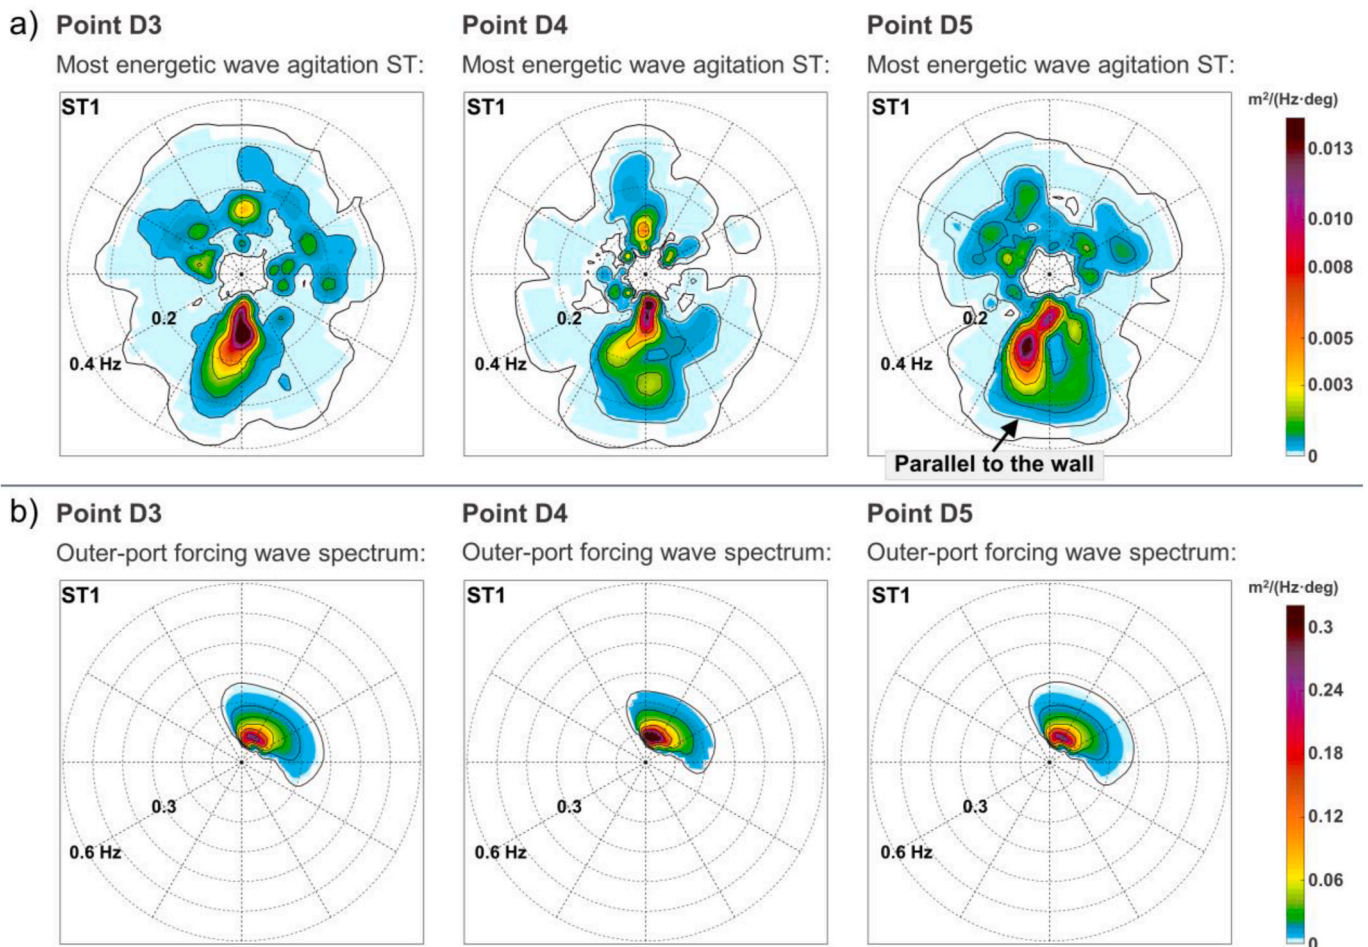 a) Point D3 Point D4 Point D5
Most energetic wave agitation ST: Most energetic wave agitation ST: Most energetic wave agitation ST:
m²/(Hz·deg)
ST1 ST1 ST1
0.013
0.010
0.008
0.2 0.2 0.2
0.005
0.4 Hz 0.4 Hz 0.4 Hz
0.003
0
Parallel to the wall
b) Point D3 Point D4 Point D5
Outer-port forcing wave spectrum: Outer-port forcing wave spectrum: Outer-port forcing wave spectrum:
m²/(Hz·deg)
ST1 ST1 ST1
0.3
0.24
0.18
0.3 0.3 0.3
0.12
0.6 Hz 0.6 Hz 0.6 Hz
0.06
0